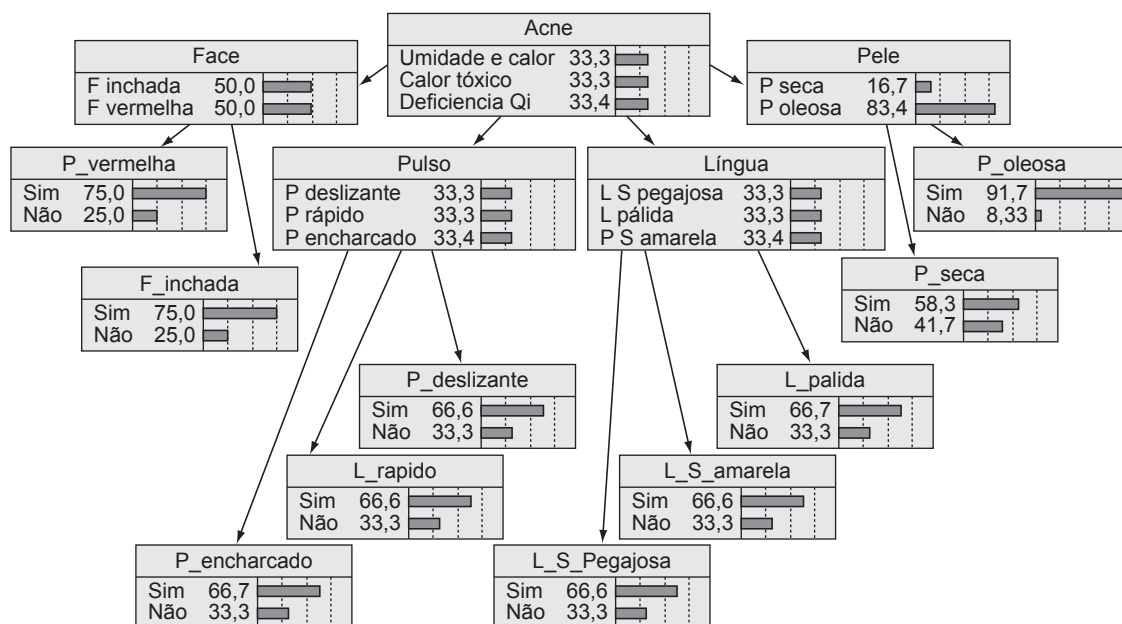 Acne
Umidade e calor 33,3
Calor tóxico 33,3
Deficiencia Qi 33,4
Face
F inchada 50,0
F vermelha 50,0
Pele
P seca 16,7
P oleosa 83,4
P_vermelha
Sim 75,0
Não 25,0
Pulso
P deslizante 33,3
P rápido 33,3
P encharcado 33,4
Língua
L S pegajosa 33,3
L pálida 33,3
P S amarela 33,4
P_oleosa
Sim 91,7
Não 8,33
F_inchada
Sim 75,0
Não 25,0
P_seca
Sim 58,3
Não 41,7
P_deslizante
Sim 66,6
Não 33,3
L_palida
Sim 66,7
Não 33,3
L_rapido
Sim 66,6
Não 33,3
L_S_amarela
Sim 66,6
Não 33,3
P_encharcado
Sim 66,7
Não 33,3
L_S_Pegajosa
Sim 66,6
Não 33,3